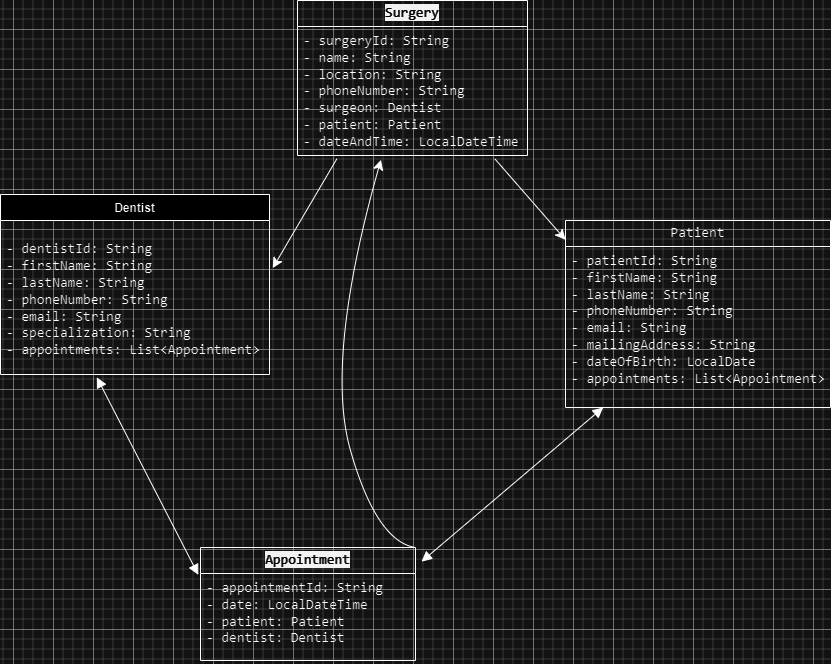 Surgery
- surgeryId: String
- name: String
- location: String
- phoneNumber: String
- surgeon: Dentist
- patient: Patient
- dateAndTime: LocalDateTime
Dentist
- dentistId: String
- firstName: String
- lastName: String
- phoneNumber: String
- email: String
- specialization: String
- appointments: List<Appointment>
Patient
- patientId: String
- firstName: String
- lastName: String
- phoneNumber: String
- email: String
- mailingAddress: String
- dateOfBirth: LocalDate
- appointments: List<Appointment>
Appointment
- appointmentId: String
- date: LocalDateTime
- patient: Patient
- dentist: Dentist